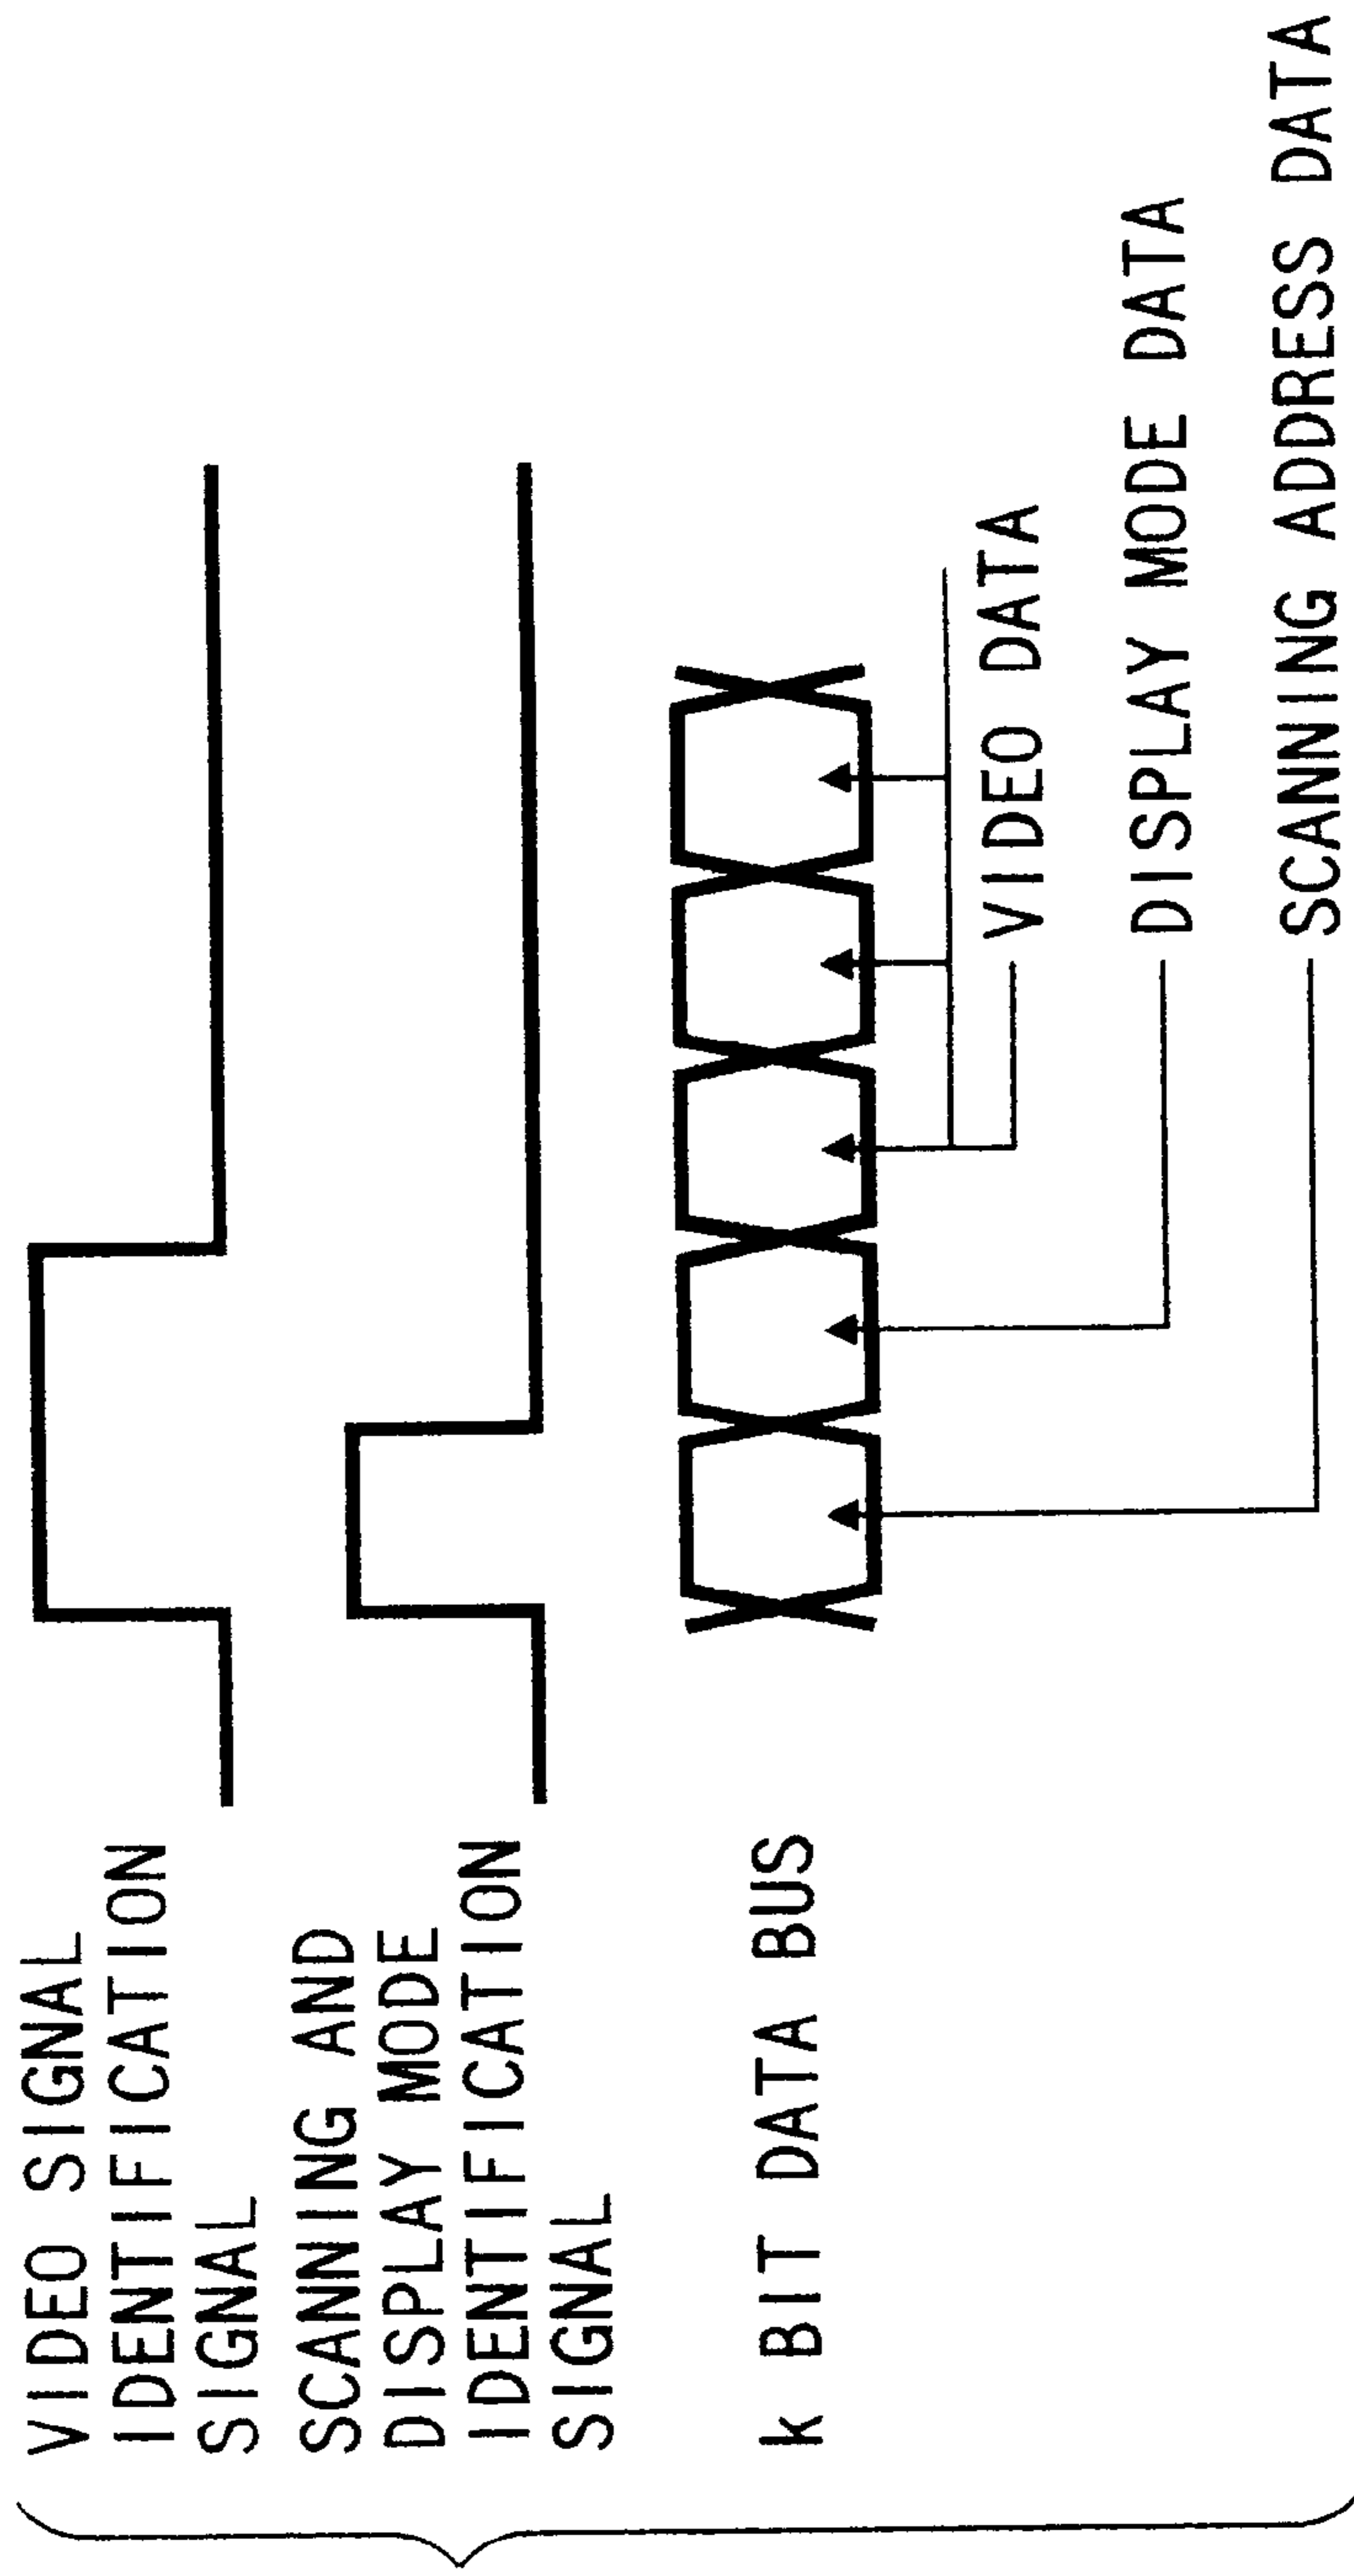 VIDEO SIGNAL
IDENTIFICATION
SIGNAL
SCANNING AND
DISPLAY MODE
IDENTIFICATION
SIGNAL
k BIT DATA BUS
VIDEO DATA
DISPLAY MODE DATA
SCANNING ADDRESS DATA